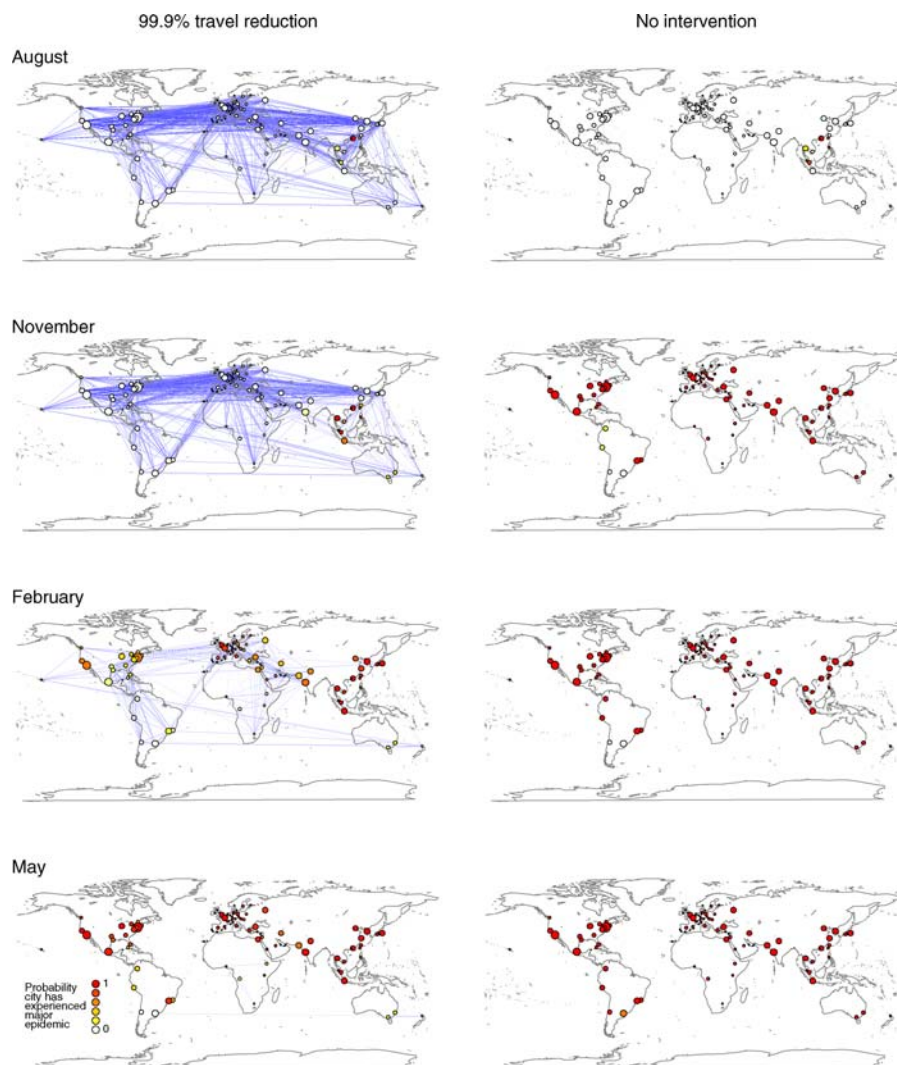 99.9% travel reduction
No intervention
August
November
February
May
Probability
city has
experienced
major
epidemic
1
0